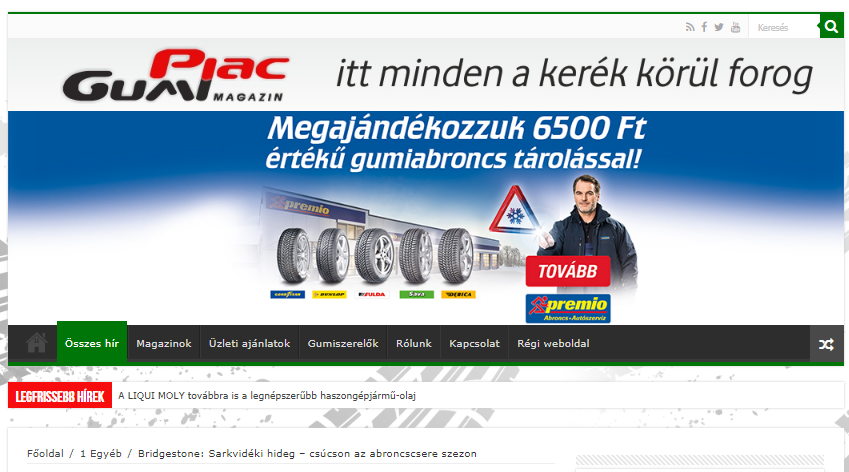 Keresés
GUMI Piac MAGAZIN
itt minden a kerék körül forog
Megajándékozzuk 6500 Ft
értékű gumiabroncs tárolással!
premio
TOVÁBB
GOODYEAR DUNLOP FULDA Sava DEBICA
premio
Abroncs+Autószerviz
Összes hír Magazinok Üzleti ajánlatok Gumiszerelők Rólunk Kapcsolat Régi weboldal
LEGFRISSEBB HÍREK A LIQUI MOLY továbbra is a legnépszerűbb haszongépjármű-olaj
Főoldal / 1 Egyéb / Bridgestone: Sarkvidéki hideg – csúcson az abroncscsere szezon